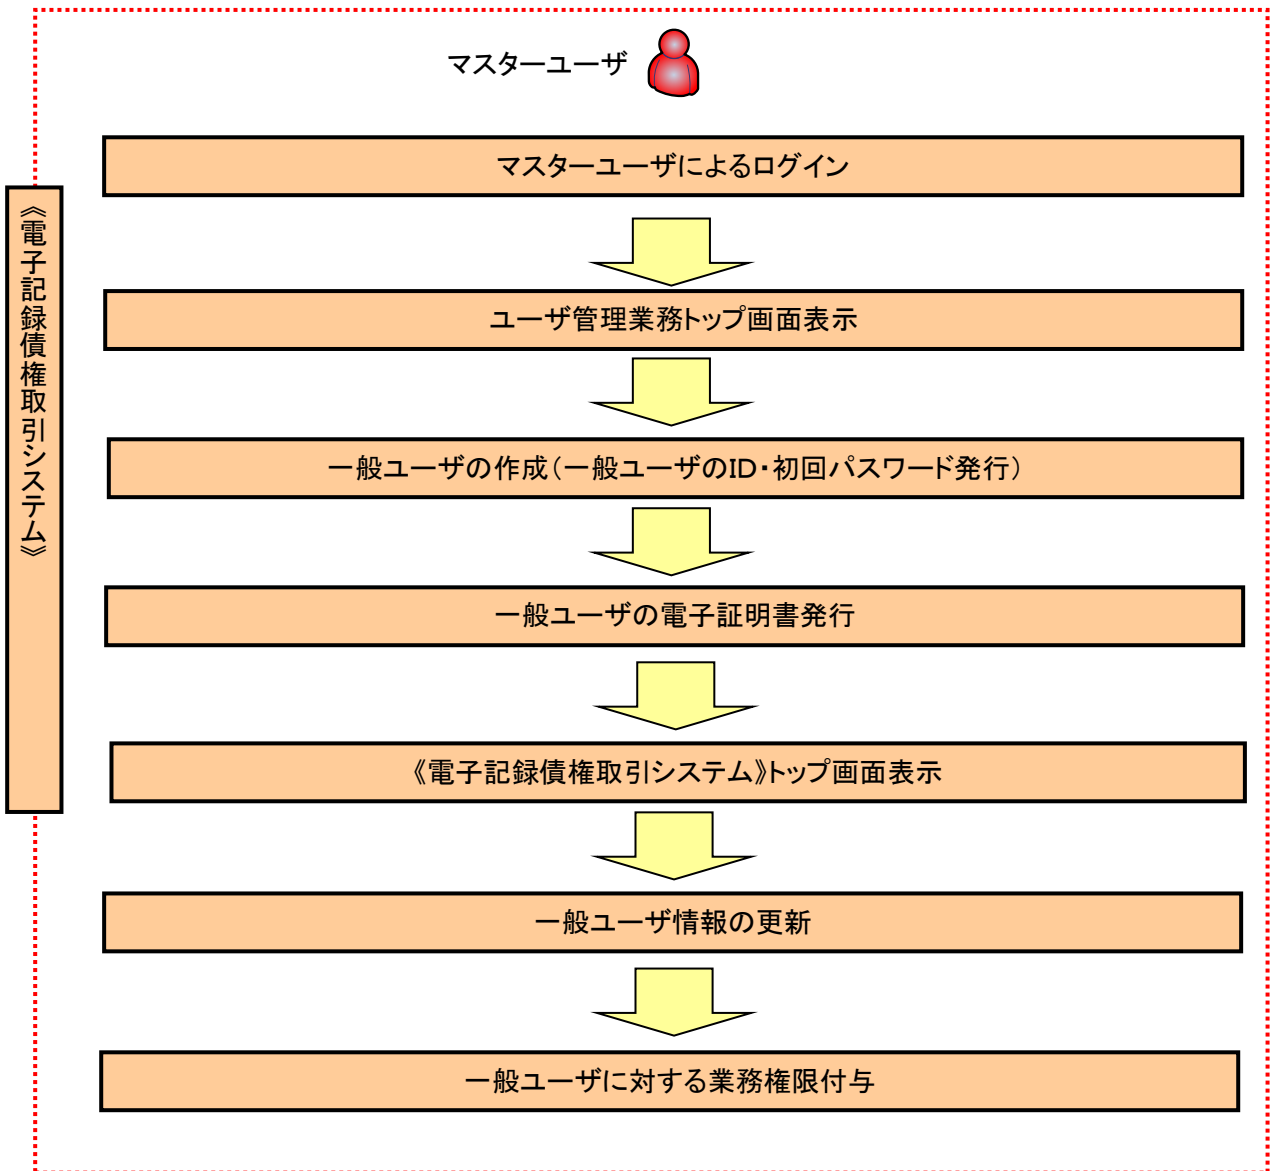 マスターユーザ
マスターユーザによるログイン
《電子記録債権取引システム》
ユーザ管理業務トップ画面表示
一般ユーザの作成（一般ユーザのID・初回パスワード発行）
一般ユーザの電子証明書発行
《電子記録債権取引システム》トップ画面表示
一般ユーザ情報の更新
一般ユーザに対する業務権限付与